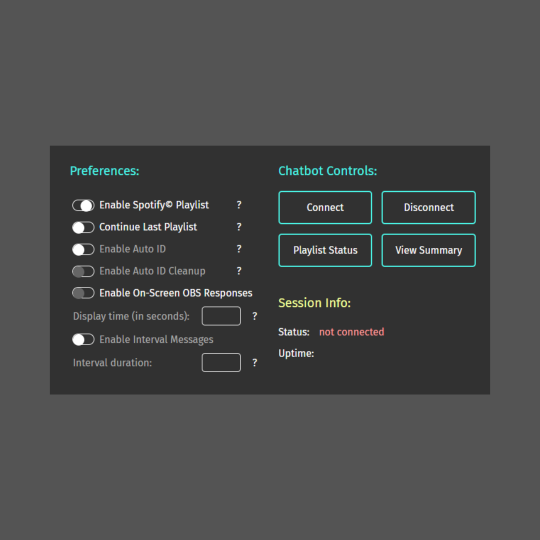 Preferences:
Enable Spotify© Playlist ?
Continue Last Playlist ?
Enable Auto ID ?
Enable Auto ID Cleanup ?
Enable On-Screen OBS Responses
Display time (in seconds): ?
Enable Interval Messages
Interval duration: ?
Chatbot Controls:
Connect Disconnect
Playlist Status View Summary
Session Info:
Status: not connected
Uptime: